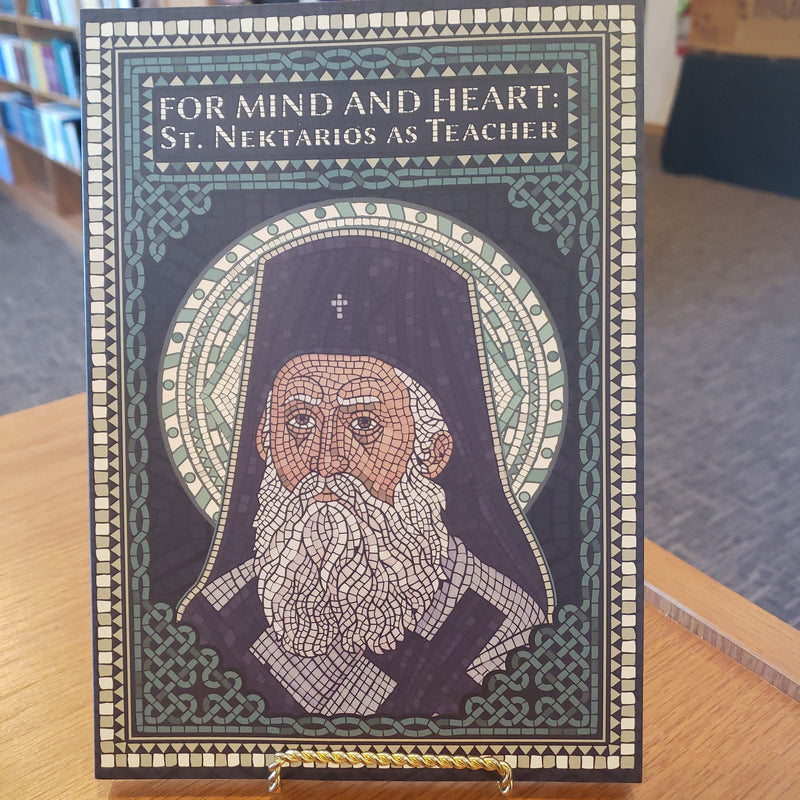 FOR MIND AND HEART:
ST. NEKTARIOS AS TEACHER